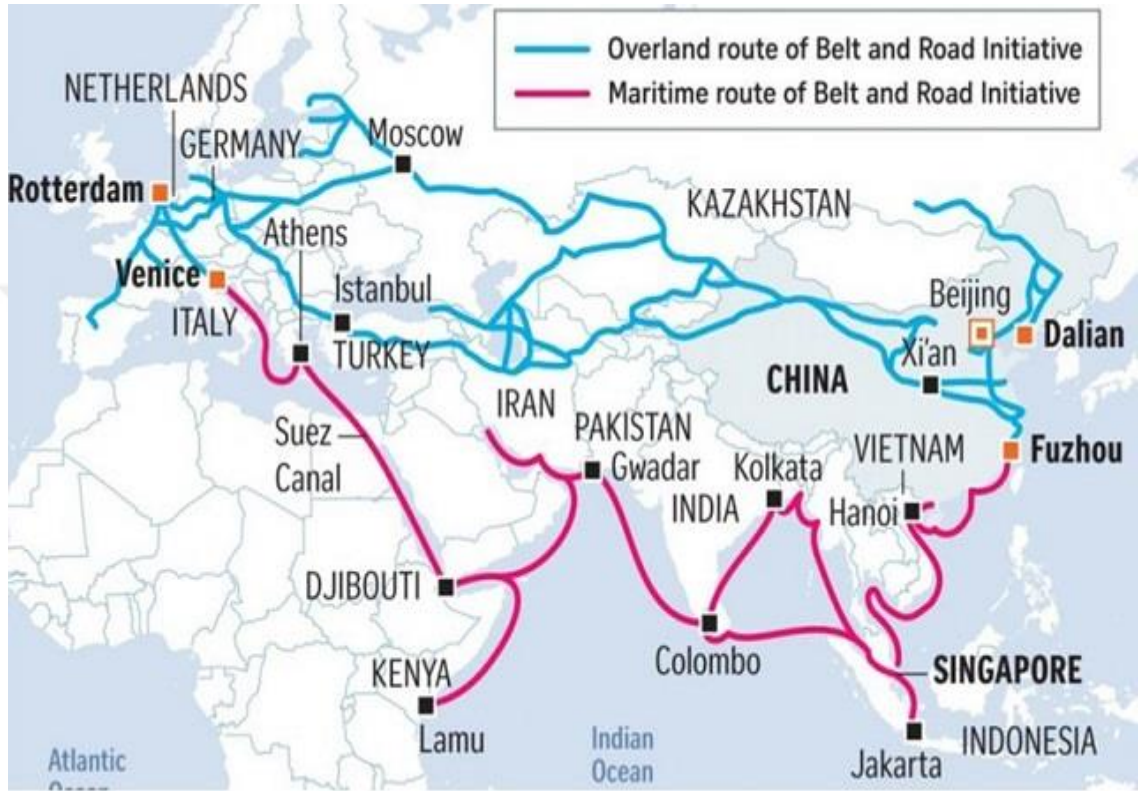 Overland route of Belt and Road Initiative
Maritime route of Belt and Road Initiative
NETHERLANDS
GERMANY
Moscow
Rotterdam
KAZAKHSTAN
Athens
Venice
Istanbul
Beijing
ITALY
TURKEY
Xi'an
Dalian
CHINA
IRAN
Suez
Canal
PAKISTAN
Gwadar
Kolkata
VIETNAM
Fuzhou
INDIA
Hanoi
DJIBOUTI
Colombo
SINGAPORE
KENYA
Lamu
Indian
Ocean
INDONESIA
Jakarta
Atlantic
Ocean